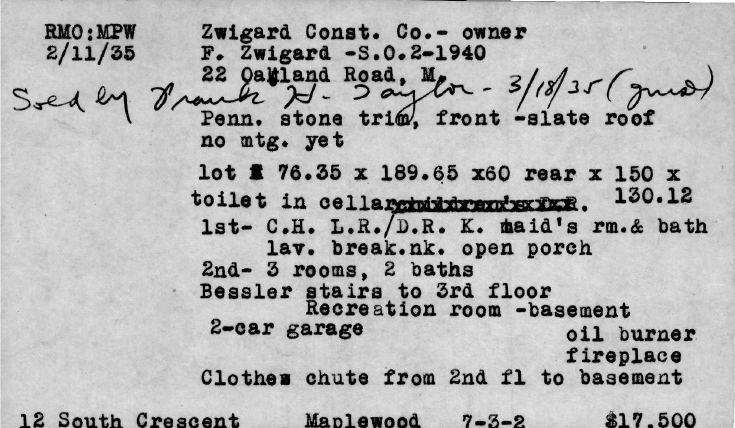 RMO:MPW Zwigard Const. Co.- owner
2/11/35 F. Zwigard -S.O.2-1940
22 Oakland Road, M.
Sold by Frank H. Taylor - 3/18/35
Penn. stone trim, front -slate roof
no mtg. yet
lot 76.35 x 189.65 x60 rear x 150 x
130.12
toilet in cellar R.
1st- C.H. L.R./D.R. K. maid's rm.& bath
lav. break.nk. open porch
2nd- 3 rooms, 2 baths
Bessler stairs to 3rd floor
Recreation room -basement
2-car garage oil burner
fireplace
Clothes chute from 2nd fl to basement
12 South Crescent Maplewood 7-3-2 $17,500